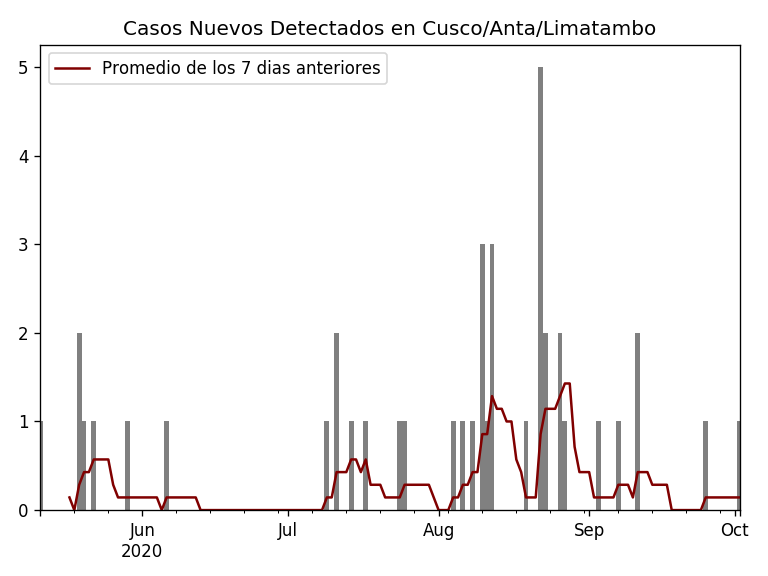 Casos Nuevos Detectados en Cusco/Anta/Limatambo
Promedio de los 7 dias anteriores
5
4
3
2
1
0
Jun Jul Aug Sep Oct
2020